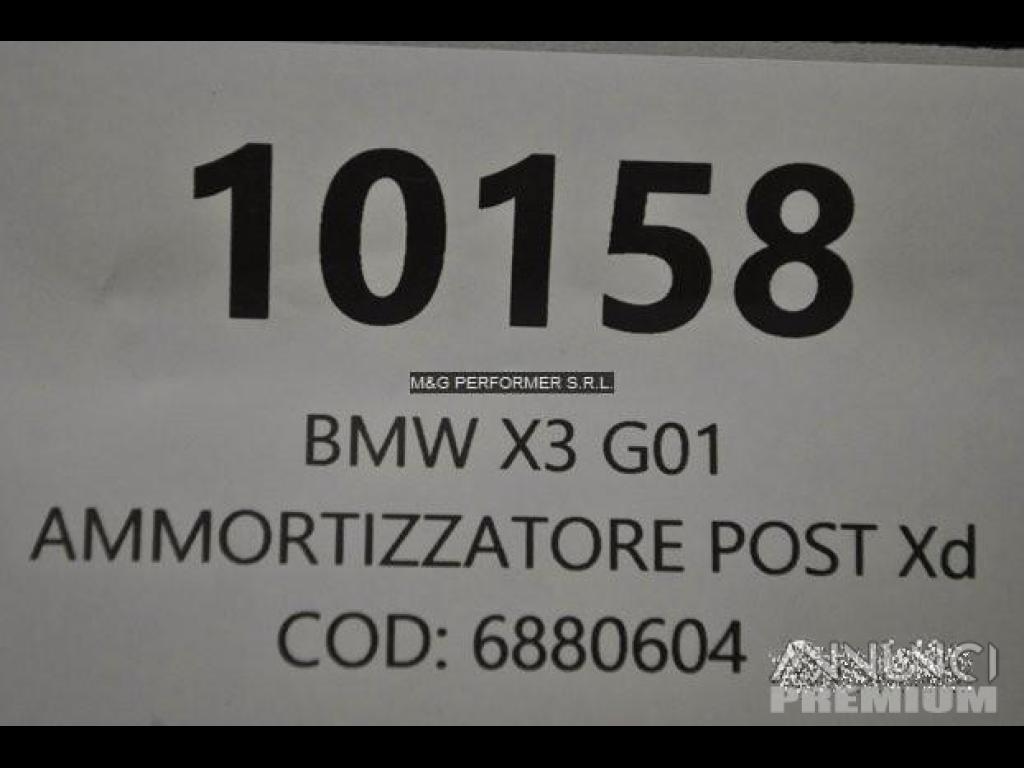 10158
M&G PERFORMER S.R.L.
BMW X3 G01
AMMORTIZZATORE POST Xd
COD: 6880604
ANNUNCI
PREMIUM